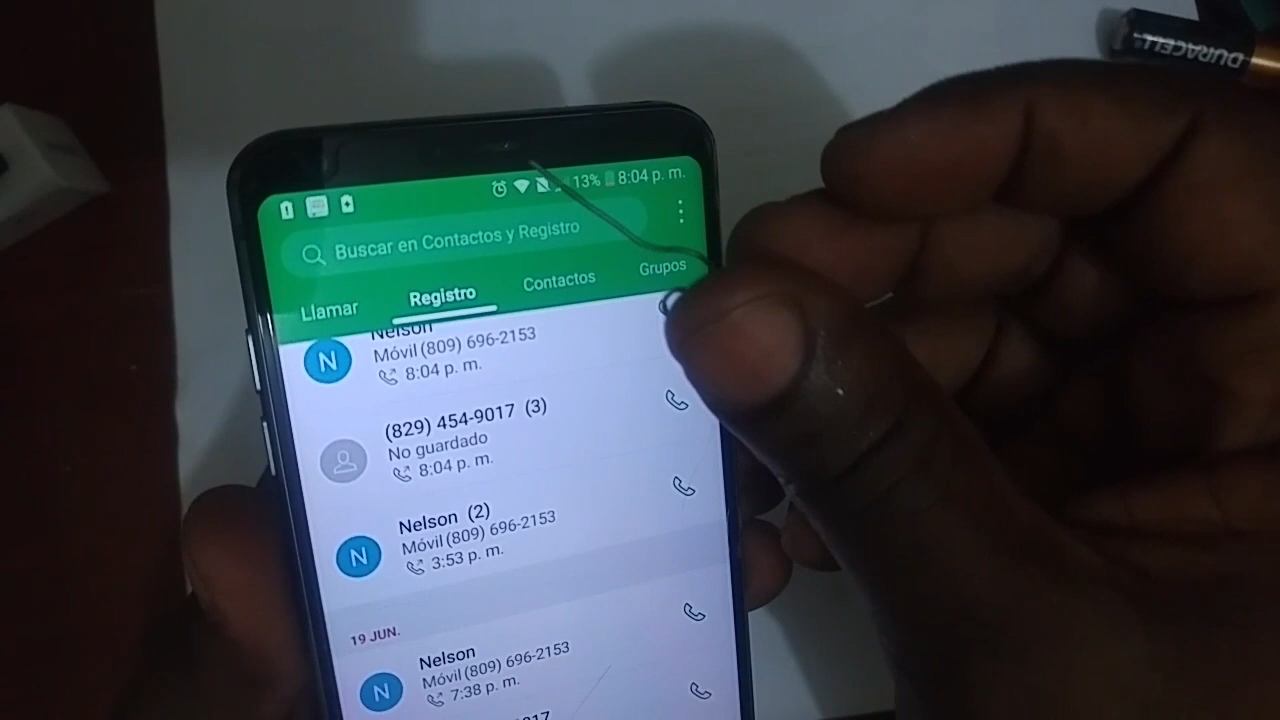 DURACELL
13% 8:04 p. m.
Buscar en Contactos y Registro
Llamar Registro Contactos Grupos
Nelson
N
Móvil (809) 696-2153
8:04 p. m.
(829) 454-9017 (3)
No guardado
8:04 p. m.
Nelson (2)
N
Móvil (809) 696-2153
3:53 p. m.
19 JUN.
Nelson
N
Móvil (809) 696-2153
7:38 p. m.